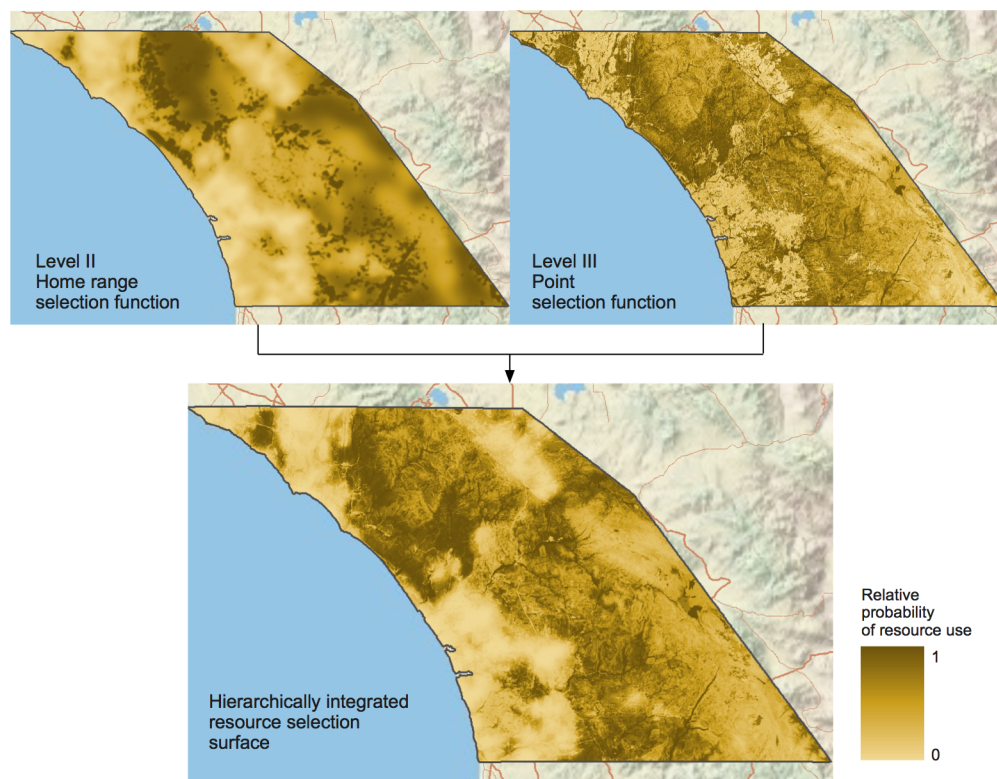 Level II
Home range
selection function
Level III
Point
selection function
Hierarchically integrated
resource selection
surface
Relative
probability
of resource use
1
0